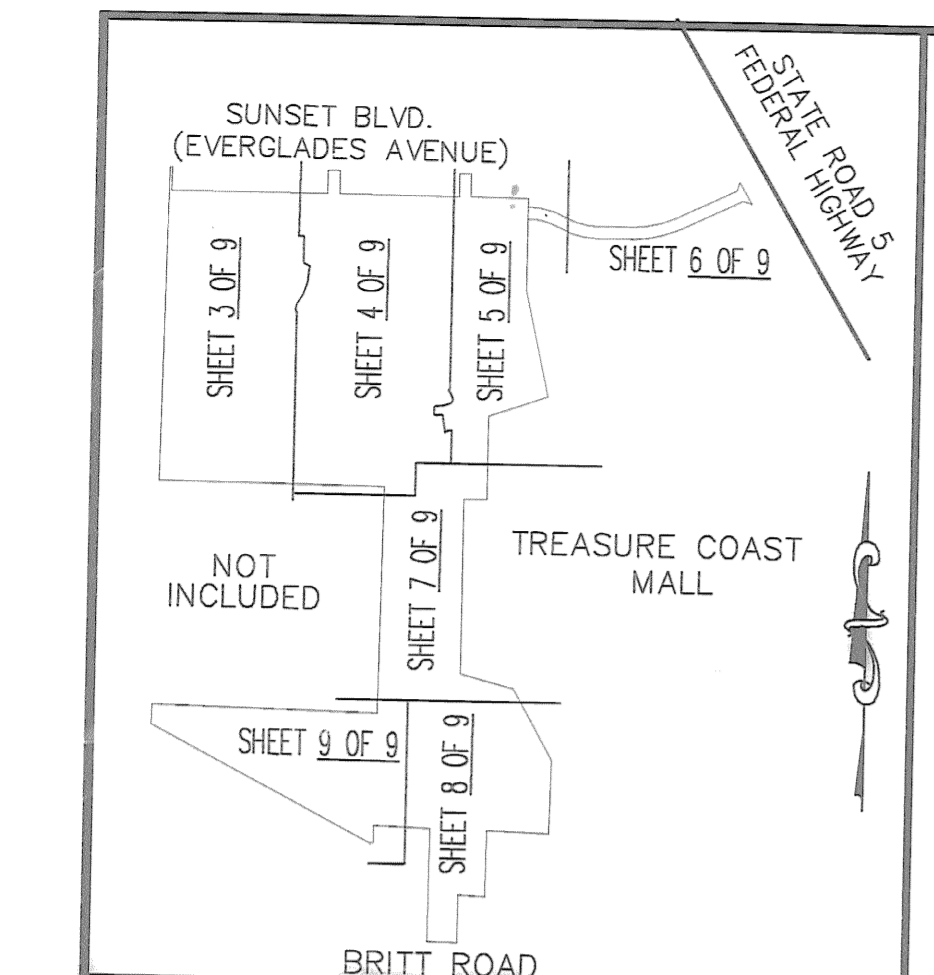 SUNSET BLVD.
(EVERGLADES AVENUE)
STATE ROAD 5
FEDERAL HIGHWAY
SHEET 3 OF 9
SHEET 4 OF 9
SHEET 5 OF 9
SHEET 6 OF 9
NOT
INCLUDED
SHEET 7 OF 9
TREASURE COAST
MALL
SHEET 9 OF 9
SHEET 8 OF 9
BRITT ROAD